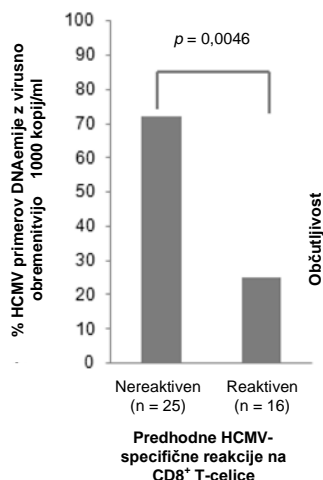 p = 0,0046
% HCMV primerov DNAemije z virusno
obremenitvijo 1000 kopij/ml
100
90
80
70
60
50
40
30
20
10
0
Nereaktiven
(n = 25)
Reaktiven
(n = 16)
Predhodne HCMV-
specifične reakcije na
CD8+ T-celice
Občutljivost